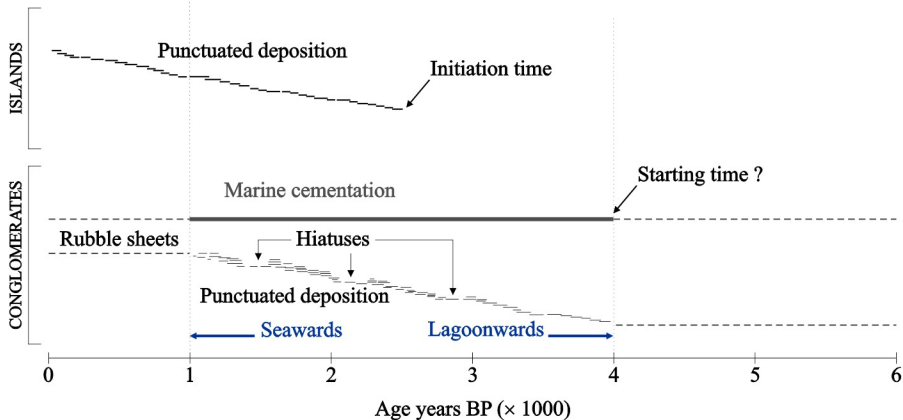 ISLANDS
Punctuated deposition
Initiation time
CONGLOMERATES
Starting time ?
Marine cementation
Rubble sheets
Hiatuses
Punctuated deposition
Seawards
Lagoonwards
0 1 2 3 4 5 6
Age years BP (× 1000)